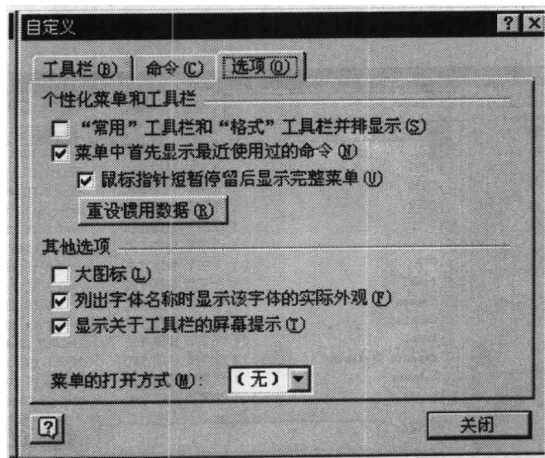 自定义
工具栏(B) 命令(C) 选项(O)
个性化菜单和工具栏
“常用”工具栏和“格式”工具栏并排显示(S)
菜单中首先显示最近使用过的命令(N)
鼠标指针短暂停留后显示完整菜单(U)
重设惯用数据(R)
其他选项
大图标(L)
列出字体名称时显示该字体的实际外观(F)
显示关于工具栏的屏幕提示(T)
菜单的打开方式(M): (无)
关闭